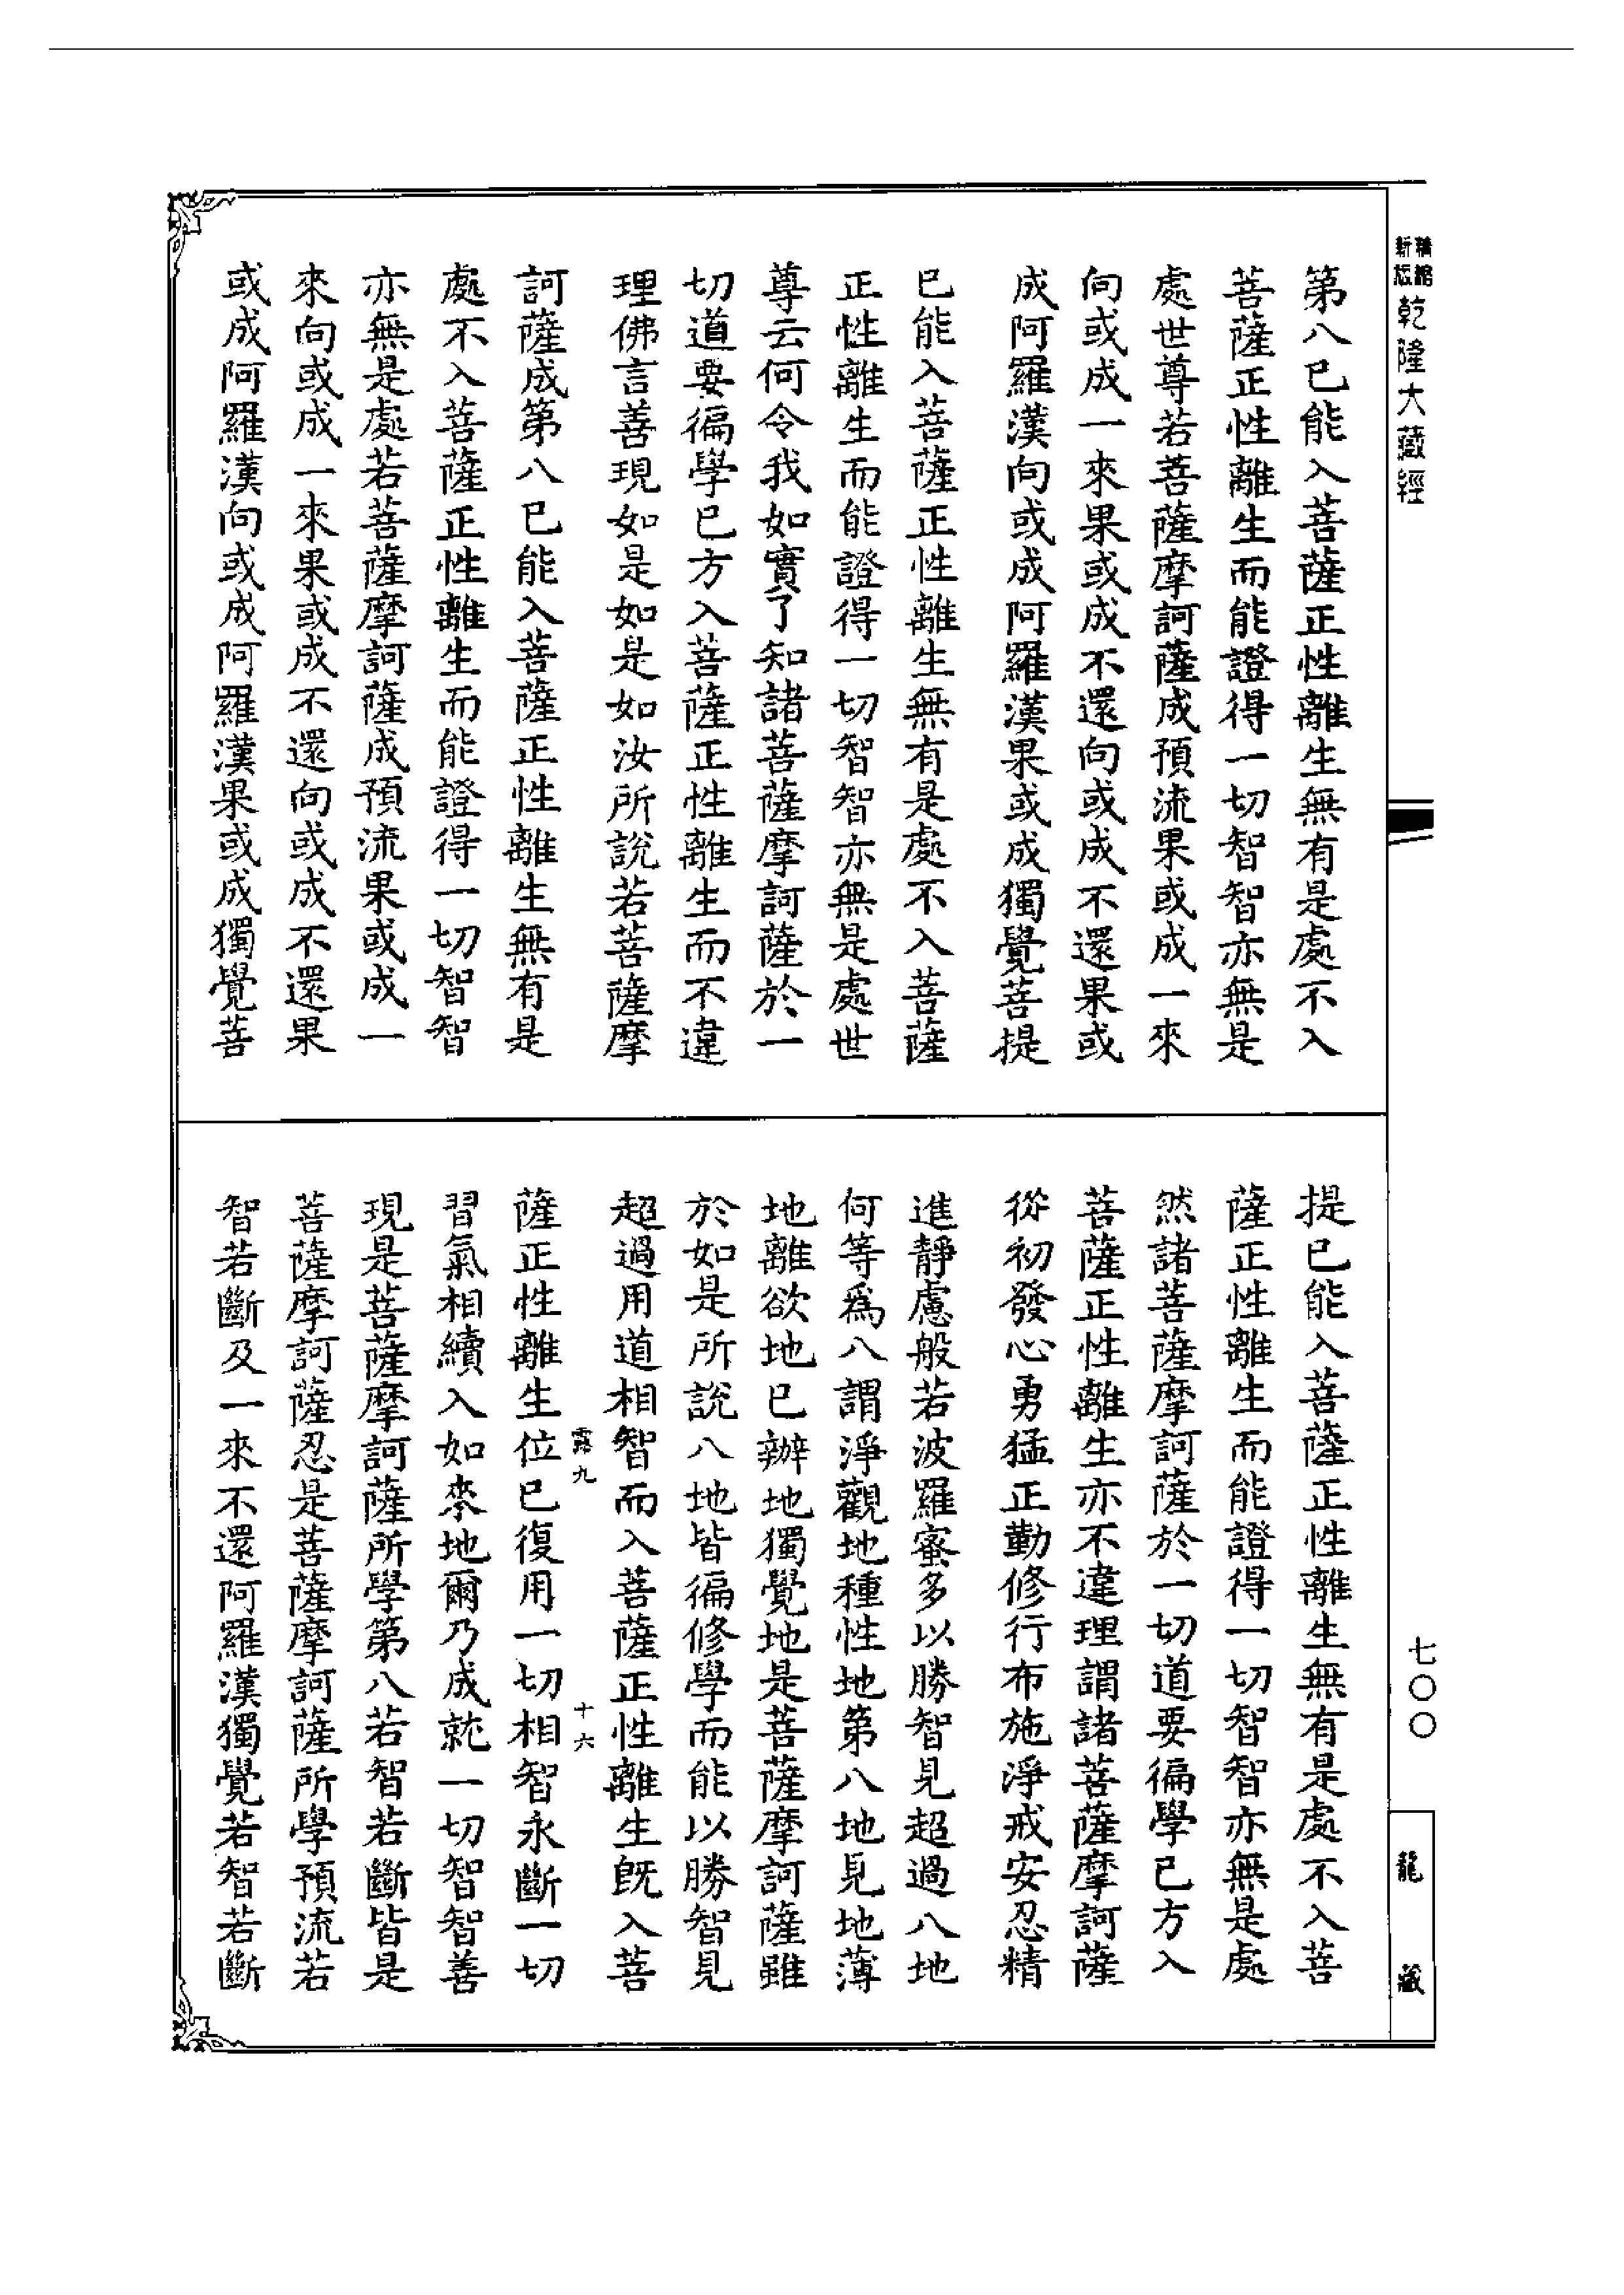 精縮新版乾隆大藏經
第八已能入菩薩正性離生無有是處不入
菩薩正性離生而能證得一切智智亦無是
處世尊若菩薩摩訶薩成預流果或成一來
向或成一來果或成不還向或成不還果或
成阿羅漢向或成阿羅漢果或成獨覺菩提
已能入菩薩正性離生無有是處不入菩薩
正性離生而能證得一切智智亦無是處世
尊云何令我如實了知諸菩薩摩訶薩於一
切道要徧學已方入菩薩正性離生而不違
理佛言善現如是如是如汝所說若菩薩摩
訶薩成第八已能入菩薩正性離生無有是
處不入菩薩正性離生而能證得一切智智
亦無是處若菩薩摩訶薩成預流果或成一
來向或成一來果或成不還向或成不還果
或成阿羅漢向或成阿羅漢果或成獨覺菩
提已能入菩薩正性離生無有是處不入菩
薩正性離生而能證得一切智智亦無是處
然諸菩薩摩訶薩於一切道要徧學已方入
菩薩正性離生亦不違理謂諸菩薩摩訶薩
從初發心勇猛正勤修行布施淨戒安忍精
進靜慮般若波羅蜜多以勝智見超過八地
何等爲八謂淨觀地種性地第八地見地薄
地離欲地已辦地獨覺地是菩薩摩訶薩雖
於如是所說八地皆徧修學而能以勝智見
超過用道相智而入菩薩正性離生旣入菩
露九 十六
薩正性離生位已復用一切相智永斷一切
習氣相續入如來地爾乃成就一切智智善
現是菩薩摩訶薩所學第八若智若斷皆是
菩薩摩訶薩忍是菩薩摩訶薩所學預流若
智若斷及一來不還阿羅漢獨覺若智若斷
七〇〇
龍藏